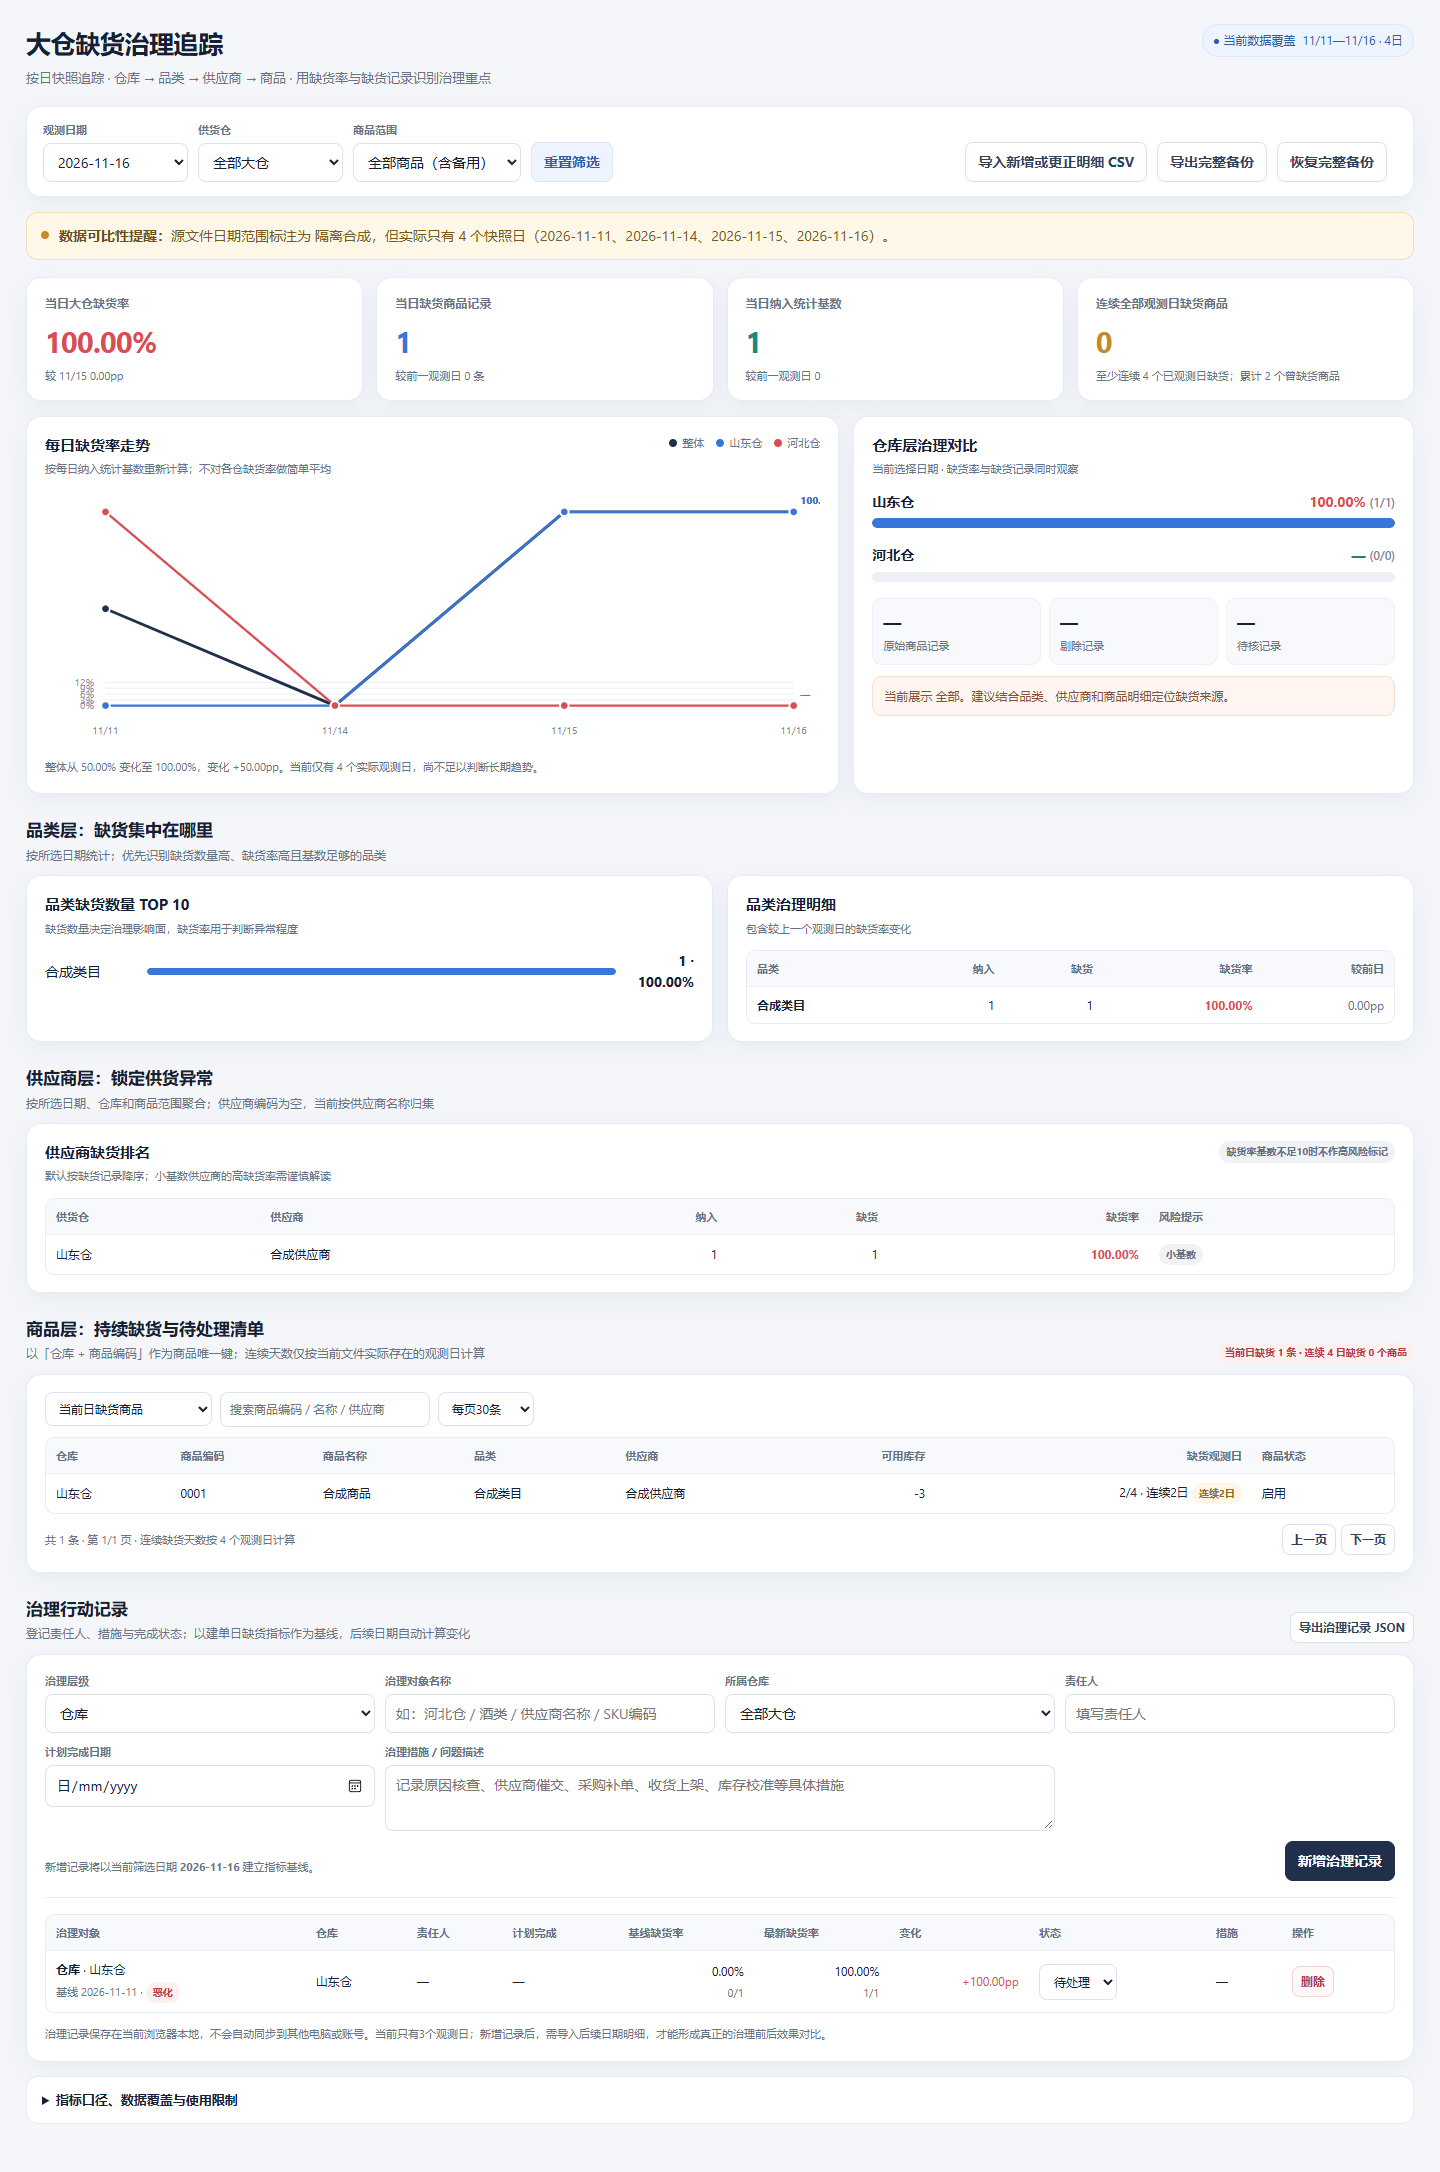 大仓缺货治理追踪
● 当前数据覆盖 11/11—11/16 · 4日
按日快照追踪 · 仓库 → 品类 → 供应商 → 商品 · 用缺货率与缺货记录识别治理重点
观测日期 供货仓 商品范围
2026-11-16 全部大仓 全部商品（含备用） 重置筛选 导入新增或更正明细 CSV 导出完整备份 恢复完整备份
数据可比性提醒：源文件日期范围标注为 隔离合成，但实际只有 4 个快照日（2026-11-11、2026-11-14、2026-11-15、2026-11-16）。
当日大仓缺货率
100.00%
较 11/15 0.00pp
当日缺货商品记录
1
较前一观测日 0 条
当日纳入统计基数
1
较前一观测日 0
连续全部观测日缺货商品
0
至少连续 4 个已观测日缺货；累计 2 个曾缺货商品
每日缺货率走势
整体 山东仓 河北仓
按每日纳入统计基数重新计算；不对各仓缺货率做简单平均
100.
12%
9%
6%
3%
0%
—
11/11 11/14 11/15 11/16
整体从 50.00% 变化至 100.00%，变化 +50.00pp。当前仅有 4 个实际观测日，尚不足以判断长期趋势。
仓库层治理对比
当前选择日期 · 缺货率与缺货记录同时观察
山东仓 100.00% (1/1)
河北仓 — (0/0)
— — —
原始商品记录 剔除记录 待核记录
当前展示 全部。建议结合品类、供应商和商品明细定位缺货来源。
品类层：缺货集中在哪里
按所选日期统计；优先识别缺货数量高、缺货率高且基数足够的品类
品类缺货数量 TOP 10
缺货数量决定治理影响面，缺货率用于判断异常程度
合成类目 1 ·
100.00%
品类治理明细
包含较上一个观测日的缺货率变化
品类 纳入 缺货 缺货率 较前日
合成类目 1 1 100.00% 0.00pp
供应商层：锁定供货异常
按所选日期、仓库和商品范围聚合；供应商编码为空，当前按供应商名称归集
供应商缺货排名
缺货率基数不足10时不作高风险标记
默认按缺货记录降序；小基数供应商的高缺货率需谨慎解读
供货仓 供应商 纳入 缺货 缺货率 风险提示
山东仓 合成供应商 1 1 100.00% 小基数
商品层：持续缺货与待处理清单
以「仓库 + 商品编码」作为商品唯一键；连续天数仅按当前文件实际存在的观测日计算
当前日缺货 1 条 · 连续 4 日缺货 0 个商品
当前日缺货商品 搜索商品编码 / 名称 / 供应商 每页30条
仓库 商品编码 商品名称 品类 供应商 可用库存 缺货观测日 商品状态
山东仓 0001 合成商品 合成类目 合成供应商 -3 2/4 · 连续2日 连续2日 启用
共 1 条 · 第 1/1 页 · 连续缺货天数按 4 个观测日计算
上一页 下一页
治理行动记录
登记责任人、措施与完成状态；以建单日缺货指标作为基线，后续日期自动计算变化
导出治理记录 JSON
治理层级 治理对象名称 所属仓库 责任人
仓库 如：河北仓 / 酒类 / 供应商名称 / SKU编码 全部大仓 填写责任人
计划完成日期 治理措施 / 问题描述
日/mm/yyyy 记录原因核查、供应商催交、采购补单、收货上架、库存校准等具体措施
新增记录将以当前筛选日期 2026-11-16 建立指标基线。
新增治理记录
治理对象 仓库 责任人 计划完成 基线缺货率 最新缺货率 变化 状态 措施 操作
仓库 · 山东仓 山东仓 — — 0.00% 100.00% +100.00pp 待处理 — 删除
基线 2026-11-11 · 恶化 0/1 1/1
治理记录保存在当前浏览器本地，不会自动同步到其他电脑或账号。当前只有3个观测日；新增记录后，需导入后续日期明细，才能形成真正的治理前后效果对比。
▶ 指标口径、数据覆盖与使用限制